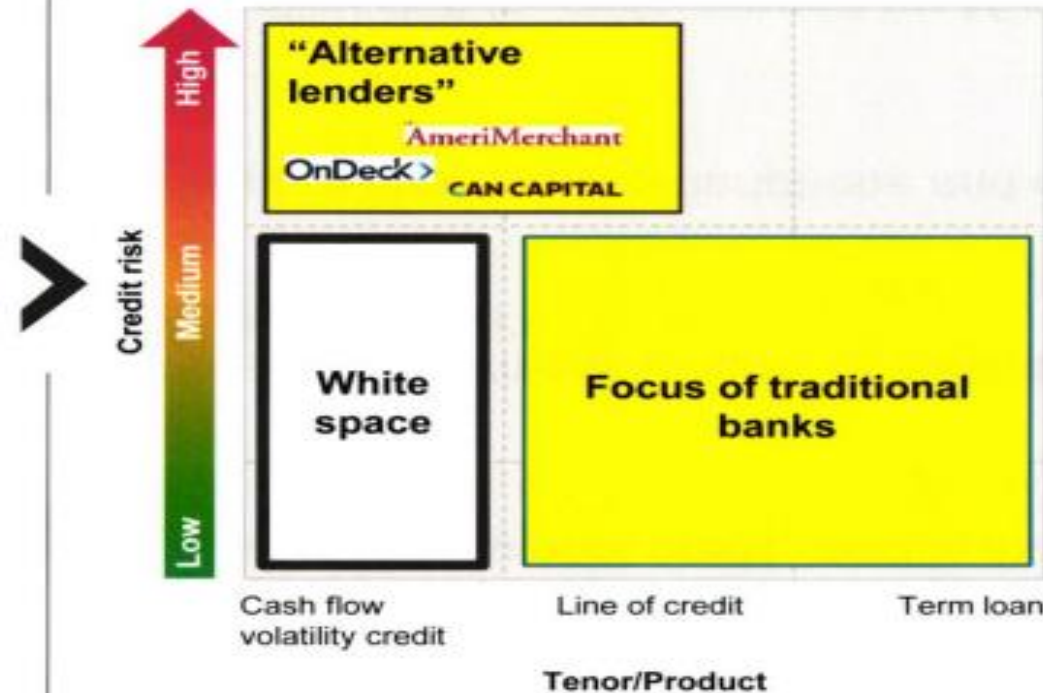 “Alternative
lenders”
AmeriMerchant
OnDeck>
CAN CAPITAL
High
Medium
Low
Credit risk
White
space
Focus of traditional
banks
Cash flow
volatility credit
Line of credit
Term loan
Tenor/Product